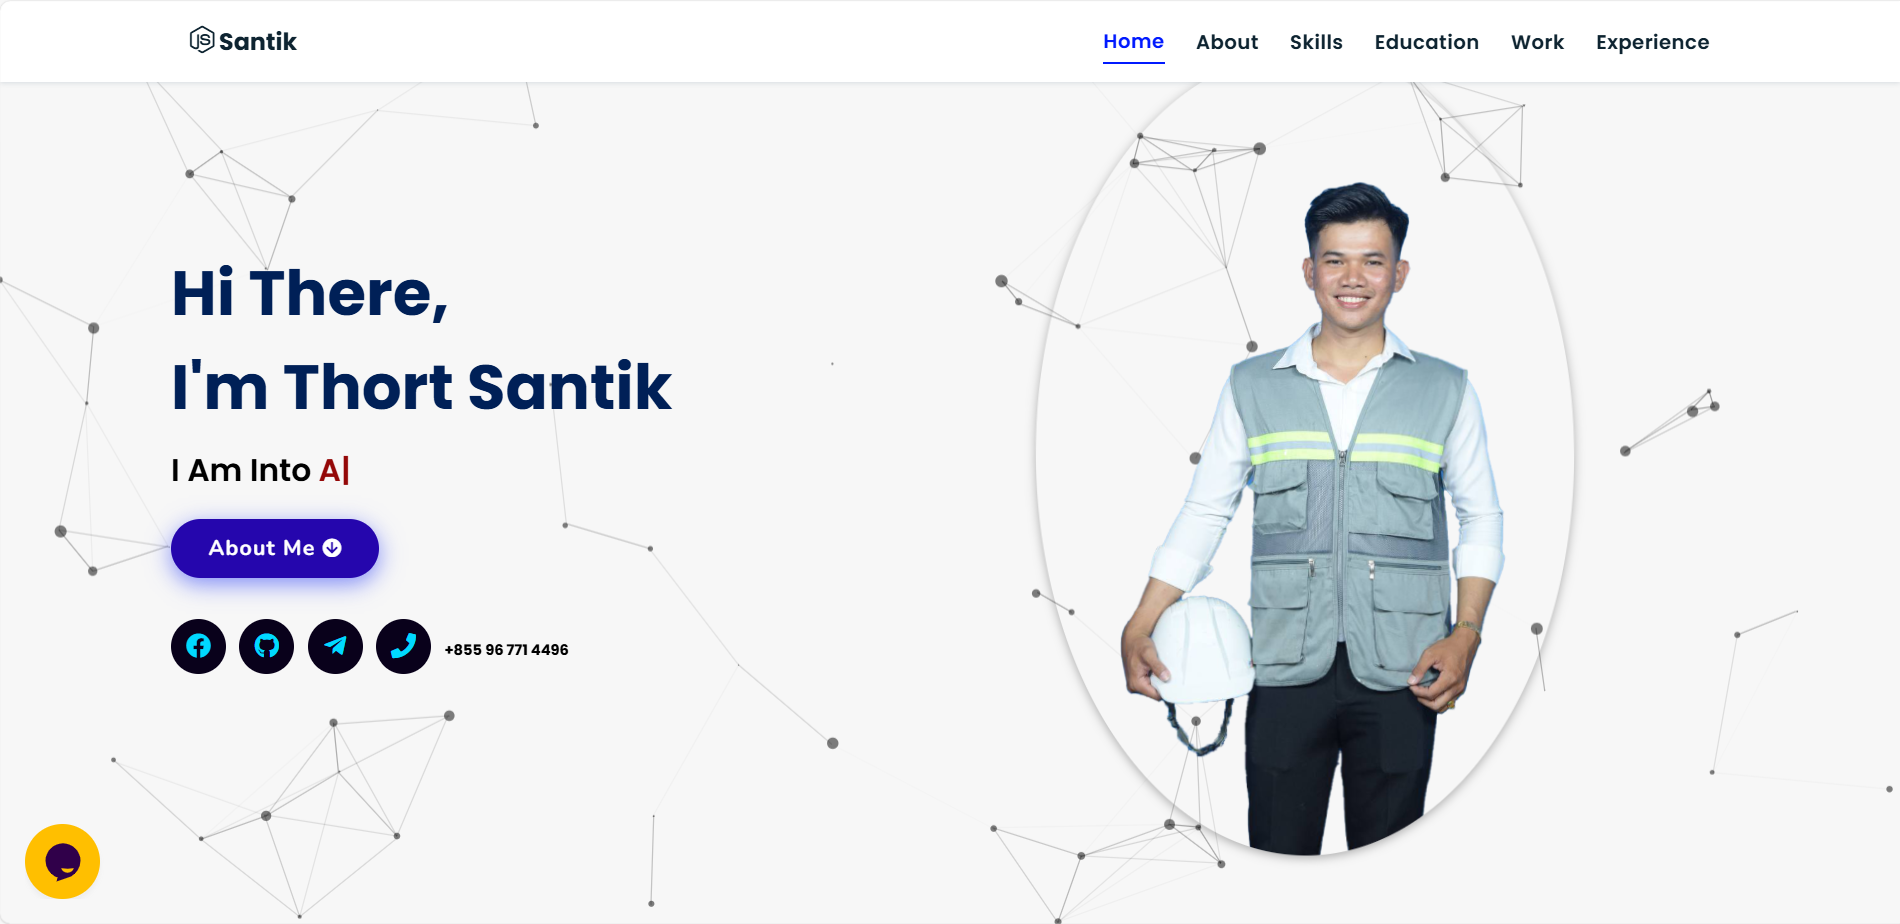 Santik
Home About Skills Education Work Experience
Hi There,
I'm Thort Santik
I Am Into A|
About Me
+855 96 771 4496